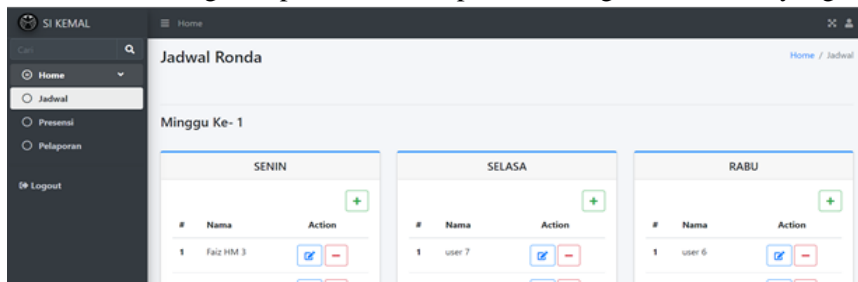 SI KEMAL
Home
Cari
Home
Jadwal
Presensi
Pelaporan
Logout
Jadwal Ronda
Home / Jadwal
Minggu Ke- 1
SENIN
# Nama Action
1 Faiz HM 3
SELASA
# Nama Action
1 user 7
RABU
# Nama Action
1 user 6